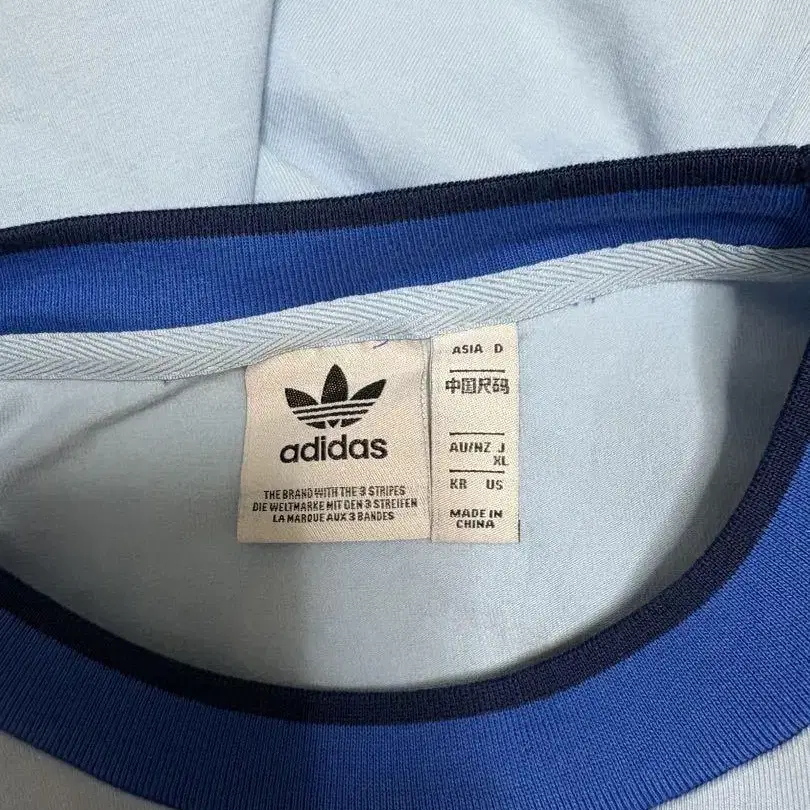 adidas
THE BRAND WITH THE 3 STRIPES
DIE WELTMARKE MIT DEN 3 STREIFEN
LA MARQUE AUX 3 BANDES
ASIA D
中国尺码
AU/NZ J
XL
KR US
MADE IN
CHINA